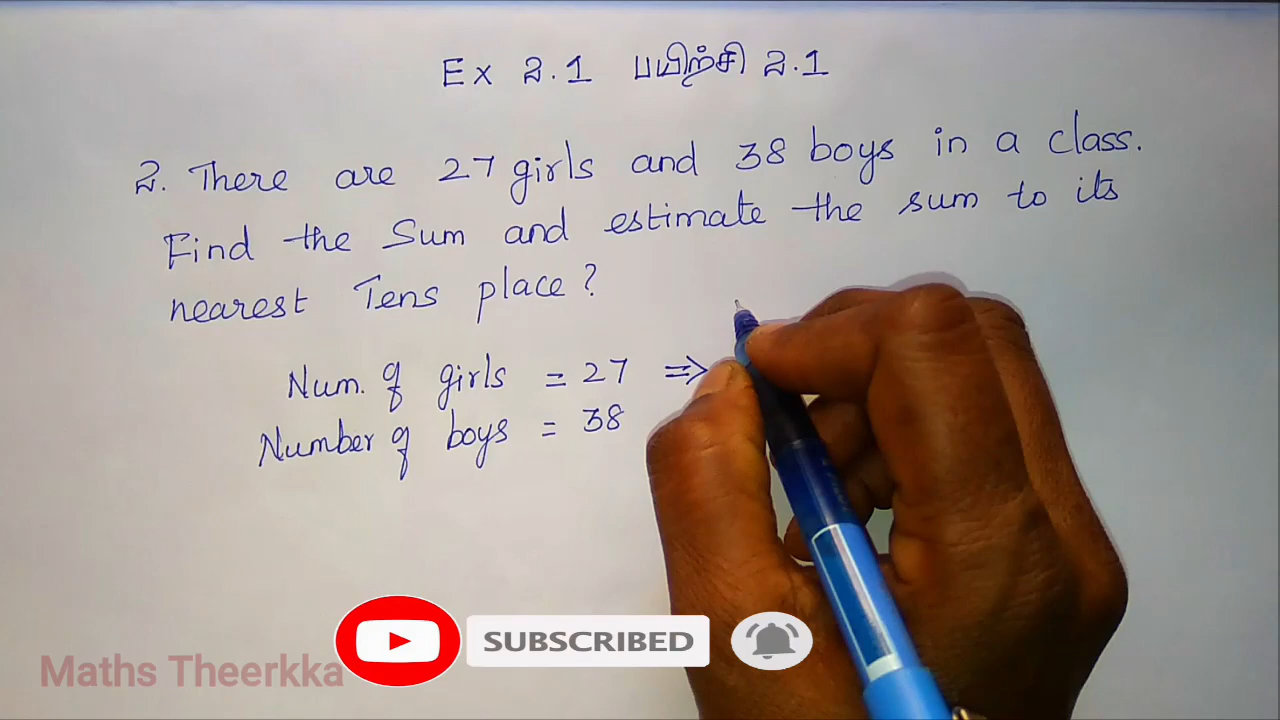 Ex 2.1 பயிற்சி 2.1
2. There are 27 girls and 38 boys in a class.
Find the Sum and estimate the sum to its
nearest Tens place?
Num. of girls = 27 ⇒
Number of boys = 38
SUBSCRIBED
Maths Theerkka